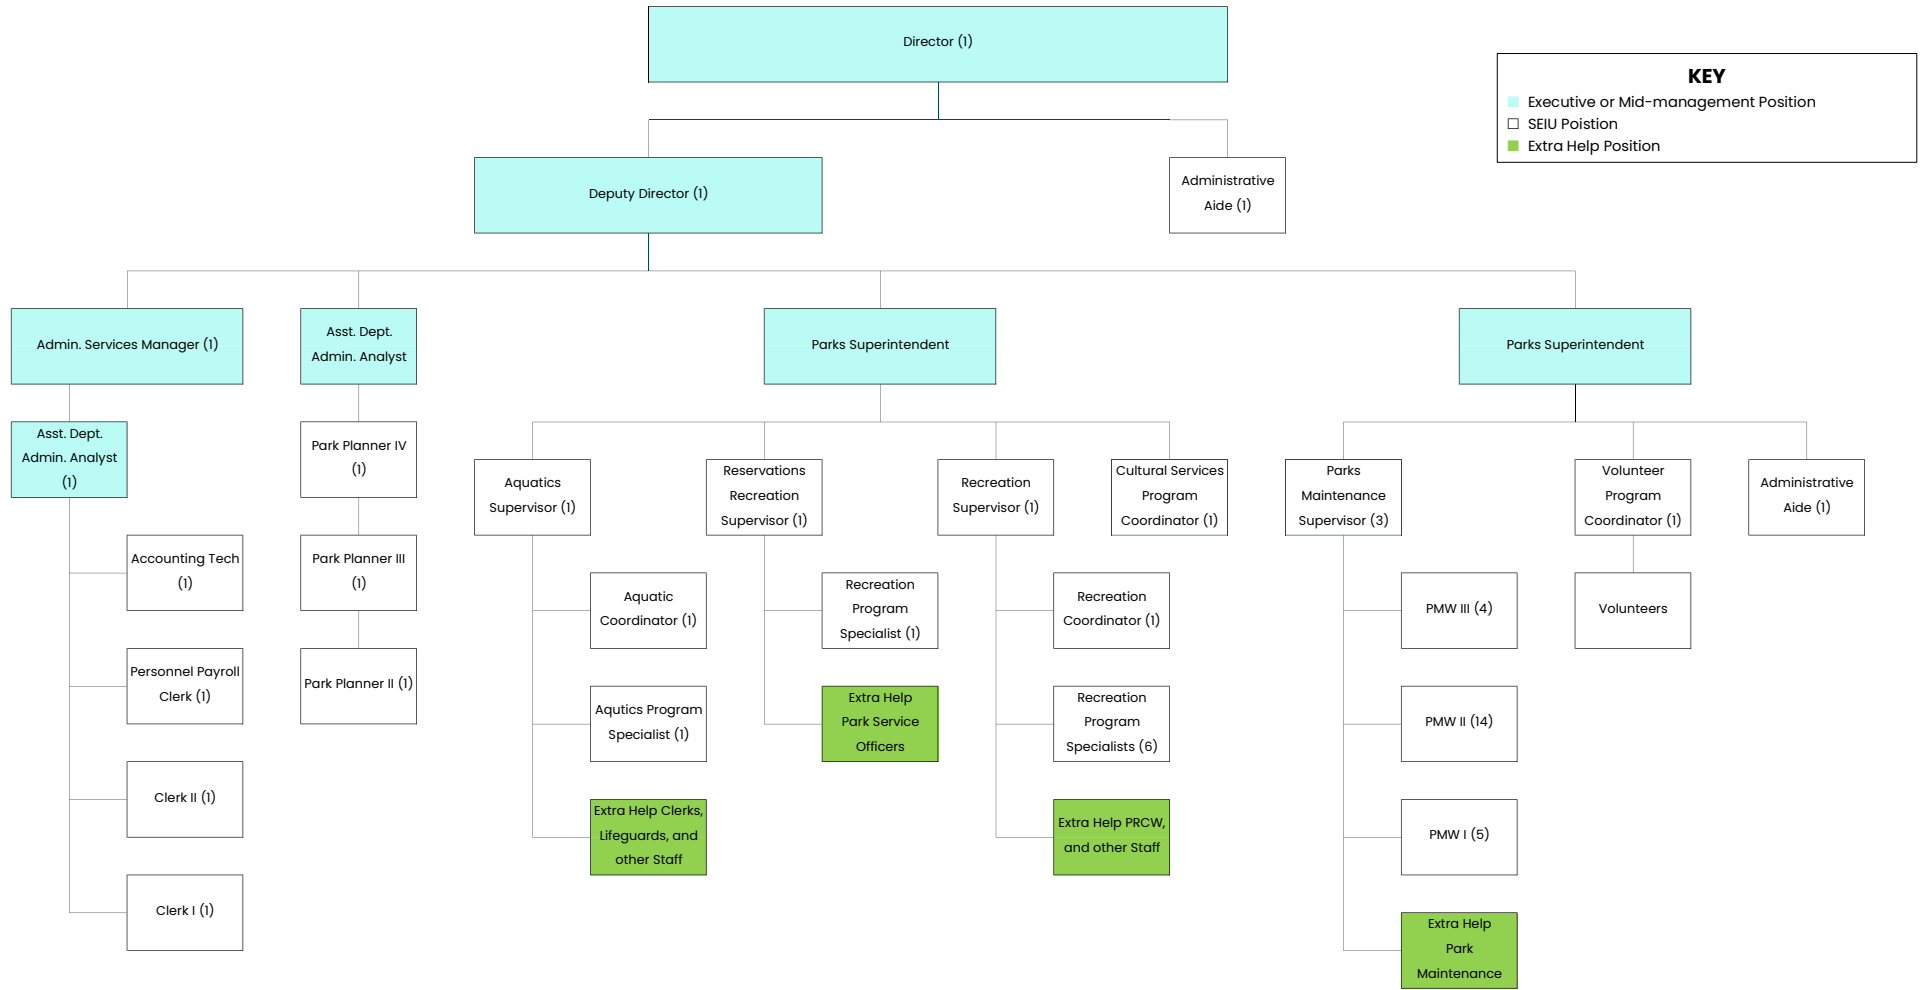 Director (1)
KEY
Executive or Mid-management Position
SEIU Poistion
Extra Help Position
Deputy Director (1)
Administrative
Aide (1)
Admin. Services Manager (1)
Asst. Dept.
Admin. Analyst
Parks Superintendent
Parks Superintendent
Asst. Dept.
Admin. Analyst
(1)
Park Planner IV
(1)
Aquatics
Supervisor (1)
Reservations
Recreation
Supervisor (1)
Recreation
Supervisor (1)
Cultural Services
Program
Coordinator (1)
Parks
Maintenance
Supervisor (3)
Volunteer
Program
Coordinator (1)
Administrative
Aide (1)
Accounting Tech
(1)
Park Planner III
(1)
Aquatic
Coordinator (1)
Recreation
Program
Specialist (1)
Recreation
Coordinator (1)
PMW III (4)
Volunteers
Personnel Payroll
Clerk (1)
Park Planner II (1)
Aqutics Program
Specialist (1)
Extra Help
Park Service
Officers
Recreation
Program
Specialists (6)
PMW II (14)
Clerk II (1)
Extra Help Clerks,
Lifeguards, and
other Staff
Extra Help PRCW,
and other Staff
PMW I (5)
Clerk I (1)
Extra Help
Park
Maintenance